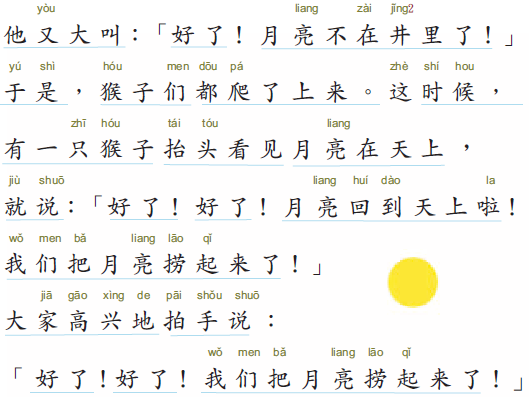 yòu liang zài jǐng2
他又大叫：「好了！月亮不在井里了！」
yú shì hóu men dōu pá zhè shí hou
于是，猴子们都爬了上来。这时候，
zhī hóu tái tóu liang
有一只猴子抬头看见月亮在天上，
jiù shuō liang huí dào la
就说：「好了！好了！月亮回到天上啦！
wǒ men bǎ liang lāo qǐ
我们把月亮捞起来了！」
jiā gāo xìng de pāi shǒu shuō
大家高兴地拍手说：
wǒ men bǎ liang lāo qǐ
「好了！好了！我们把月亮捞起来了！」